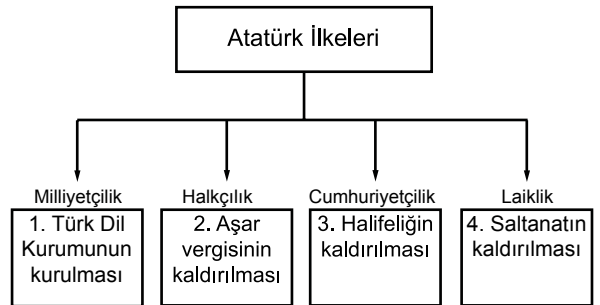 Atatürk İlkeleri
Milliyetçilik
1. Türk Dil
Kurumunun
kurulması
Halkçılık
2. Aşar
vergisinin
kaldırılması
Cumhuriyetçilik
3. Halifeliğin
kaldırılması
Laiklik
4. Saltanatın
kaldırılması